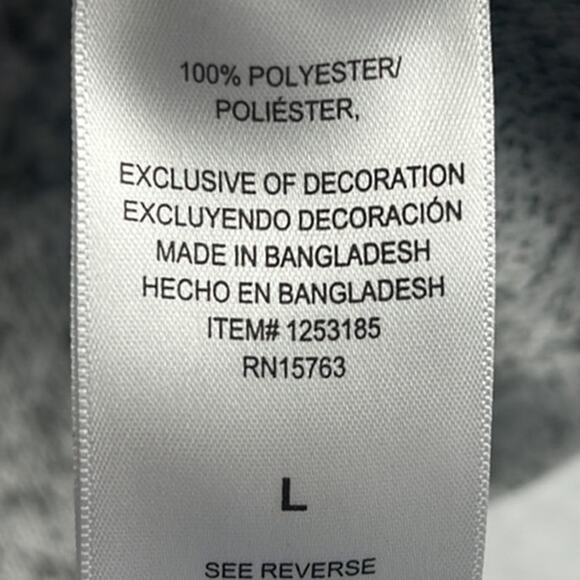 100% POLYESTER/
POLIÉSTER,
EXCLUSIVE OF DECORATION
EXCLUYENDO DECORACIÓN
MADE IN BANGLADESH
HECHO EN BANGLADESH
ITEM# 1253185
RN15763
L
SEE REVERSE